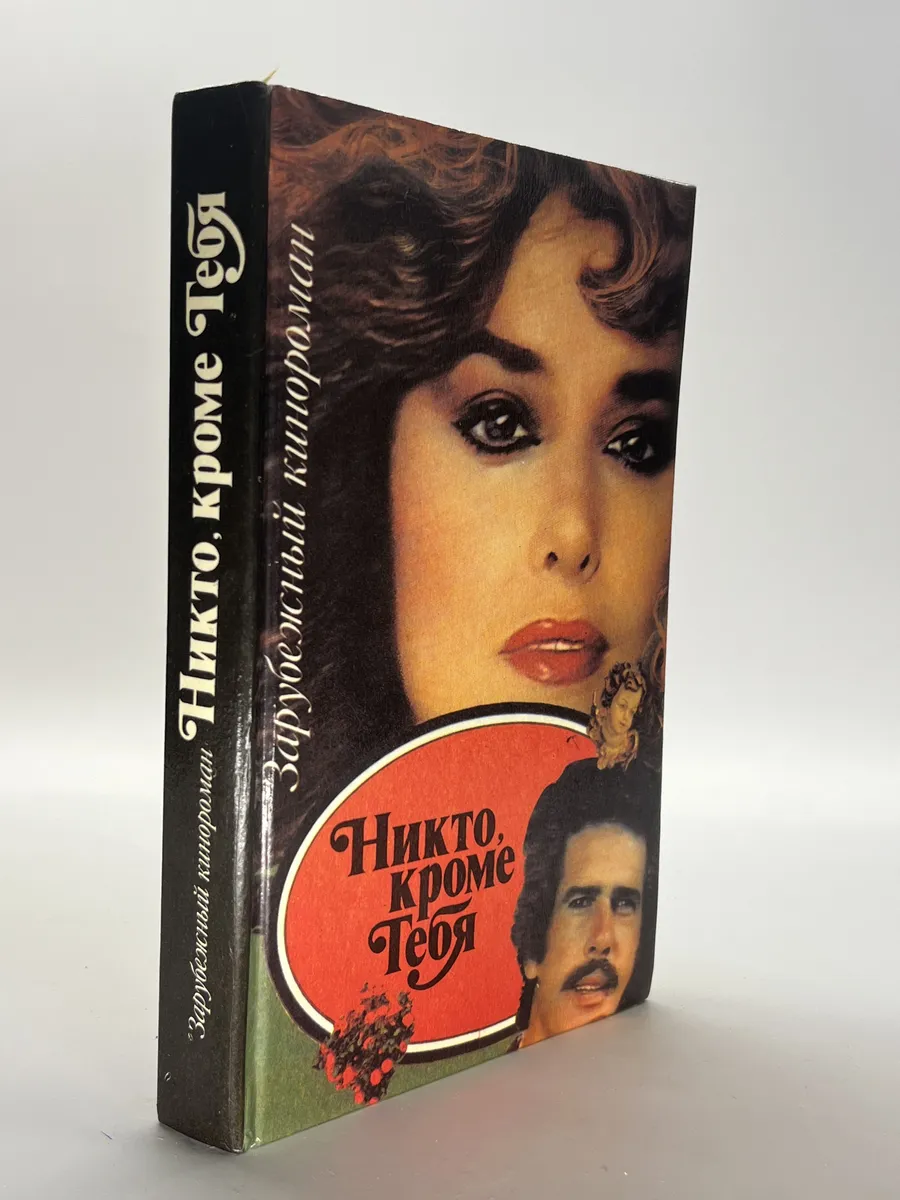 Зарубежный кинороман
Никто, кроме Тебя
Зарубежный кинороман
Никто,
кроме
Тебя